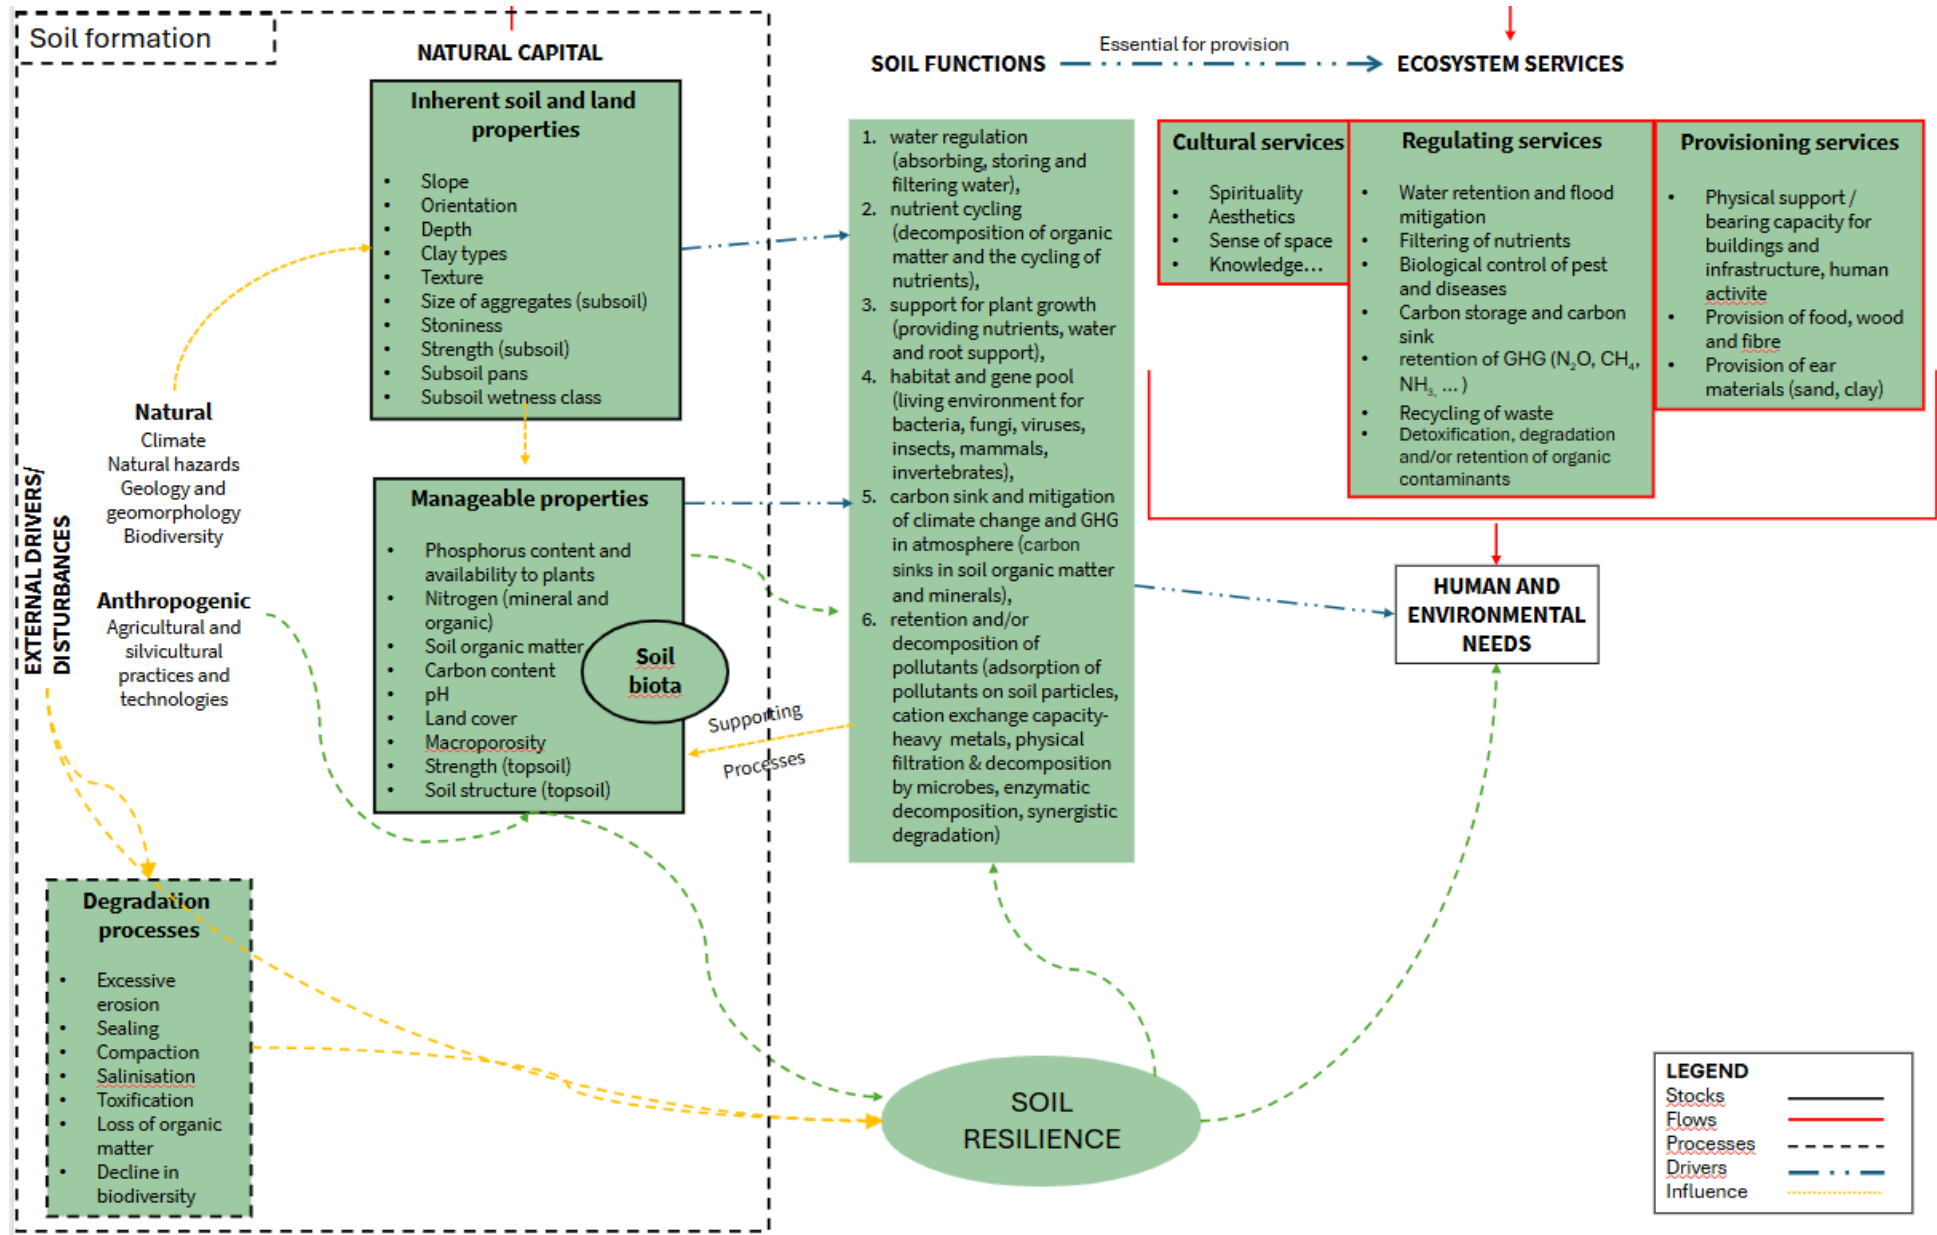 Soil formation
NATURAL CAPITAL
Inherent soil and land
properties
• Slope
• Orientation
• Depth
• Clay types
• Texture
• Size of aggregates (subsoil)
• Stoniness
• Strength (subsoil)
• Subsoil pans
• Subsoil wetness class
EXTERNAL DRIVERS/
DISTURBANCES
Natural
Climate
Natural hazards
Geology and
geomorphology
Biodiversity
Anthropogenic
Agricultural and
silvicultural
practices and
technologies
Manageable properties
• Phosphorus content and
availability to plants
• Nitrogen (mineral and
organic)
• Soil organic matter
• Carbon content
• pH
• Land cover
• Macroporosity
• Strength (topsoil)
• Soil structure (topsoil)
Soil
biota
Supporting
Processes
Degradation
processes
• Excessive
erosion
• Sealing
• Compaction
• Salinisation
• Toxification
• Loss of organic
matter
• Decline in
biodiversity
SOIL FUNCTIONS
Essential for provision
ECOSYSTEM SERVICES
1. water regulation
(absorbing, storing and
filtering water),
2. nutrient cycling
(decomposition of organic
matter and the cycling of
nutrients),
3. support for plant growth
(providing nutrients, water
and root support),
4. habitat and gene pool
(living environment for
bacteria, fungi, viruses,
insects, mammals,
invertebrates),
5. carbon sink and mitigation
of climate change and GHG
in atmosphere (carbon
sinks in soil organic matter
and minerals),
6. retention and/or
decomposition of
pollutants (adsorption of
pollutants on soil particles,
cation exchange capacity-
heavy metals, physical
filtration & decomposition
by microbes, enzymatic
decomposition, synergistic
degradation)
Cultural services
• Spirituality
• Aesthetics
• Sense of space
• Knowledge…
Regulating services
• Water retention and flood
mitigation
• Filtering of nutrients
• Biological control of pest
and diseases
• Carbon storage and carbon
sink
• retention of GHG (N₂O, CH₄,
NH₃, … )
• Recycling of waste
• Detoxification, degradation
and/or retention of organic
contaminants
Provisioning services
• Physical support /
bearing capacity for
buildings and
infrastructure, human
activite
• Provision of food, wood
and fibre
• Provision of ear
materials (sand, clay)
HUMAN AND
ENVIRONMENTAL
NEEDS
SOIL
RESILIENCE
LEGEND
Stocks
Flows
Processes
Drivers
Influence